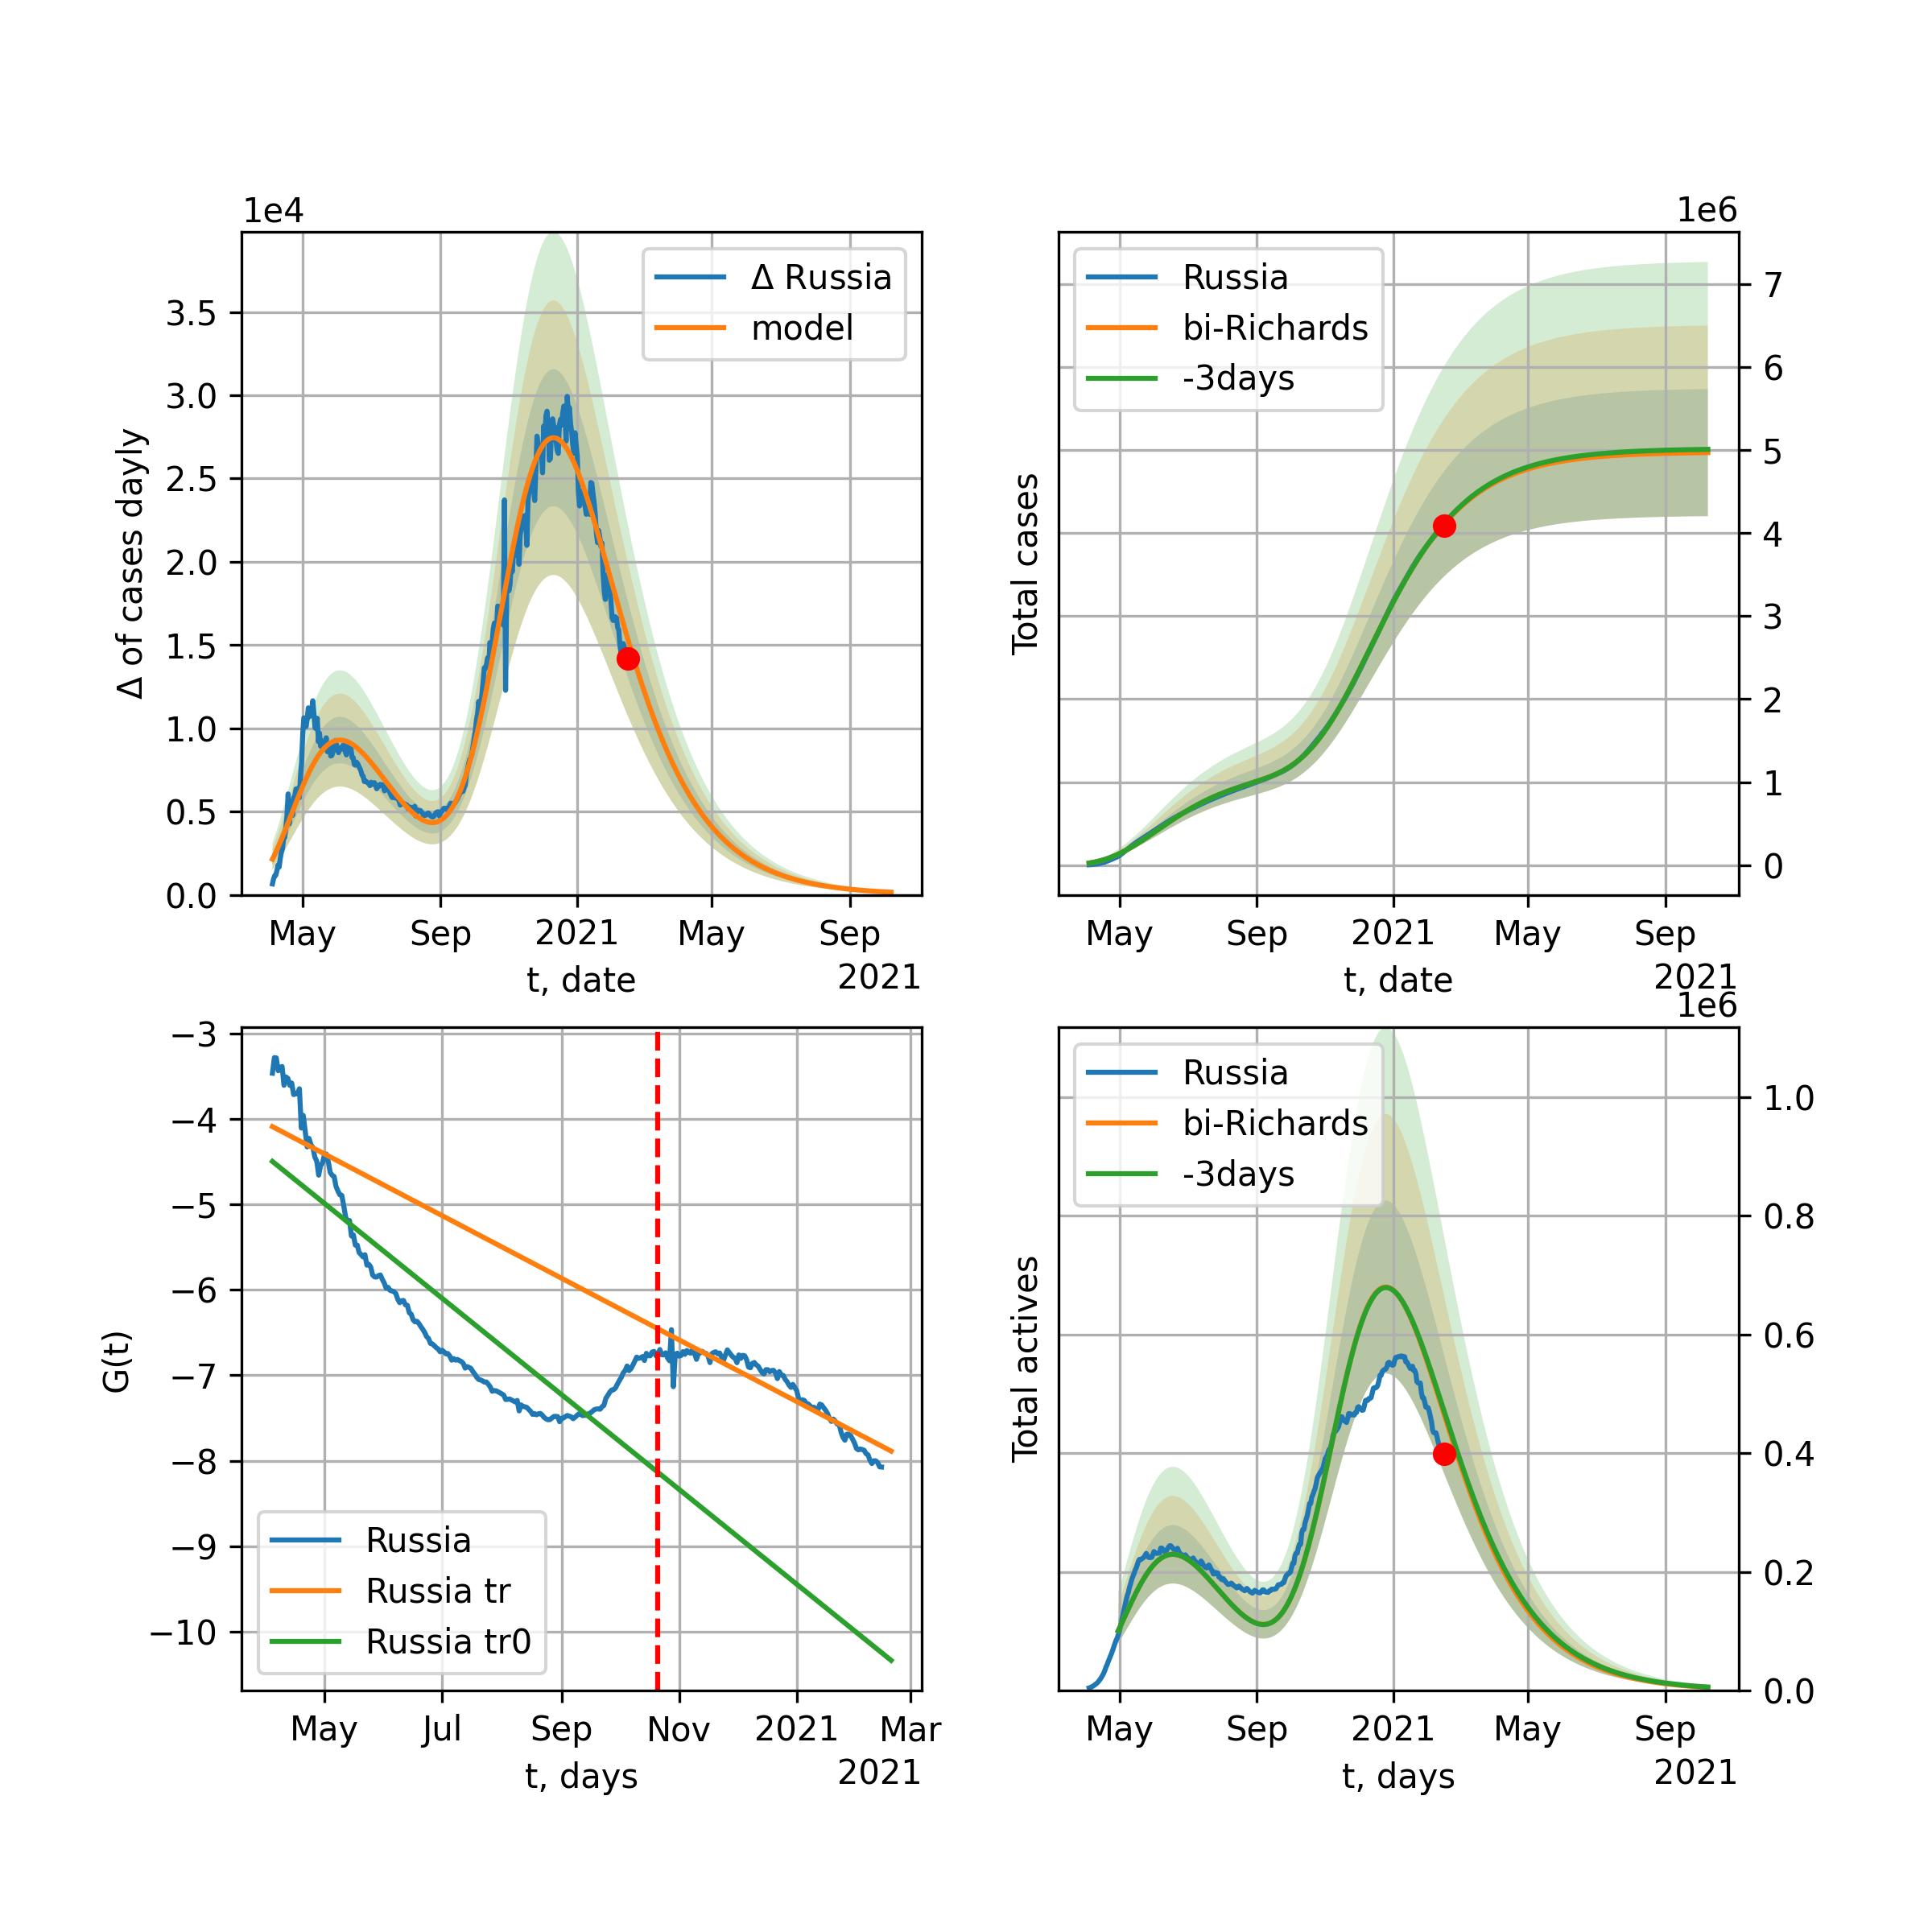 1e4
Δ Russia
model
3.5
3.0
2.5
2.0
1.5
1.0
0.5
0.0
Δ of cases dayly
May Sep 2021 May Sep
t, date
2021
1e6
Russia
bi-Richards
-3days
7
6
5
4
3
2
1
0
Total cases
May Sep 2021 May Sep
t, date
2021
−3
−4
−5
−6
−7
−8
−9
−10
G(t)
Russia
Russia tr
Russia tr0
May Jul Sep Nov 2021 Mar
t, days
2021
1e6
Russia
bi-Richards
-3days
1.0
0.8
0.6
0.4
0.2
0.0
Total actives
May Sep 2021 May Sep
t, days
2021